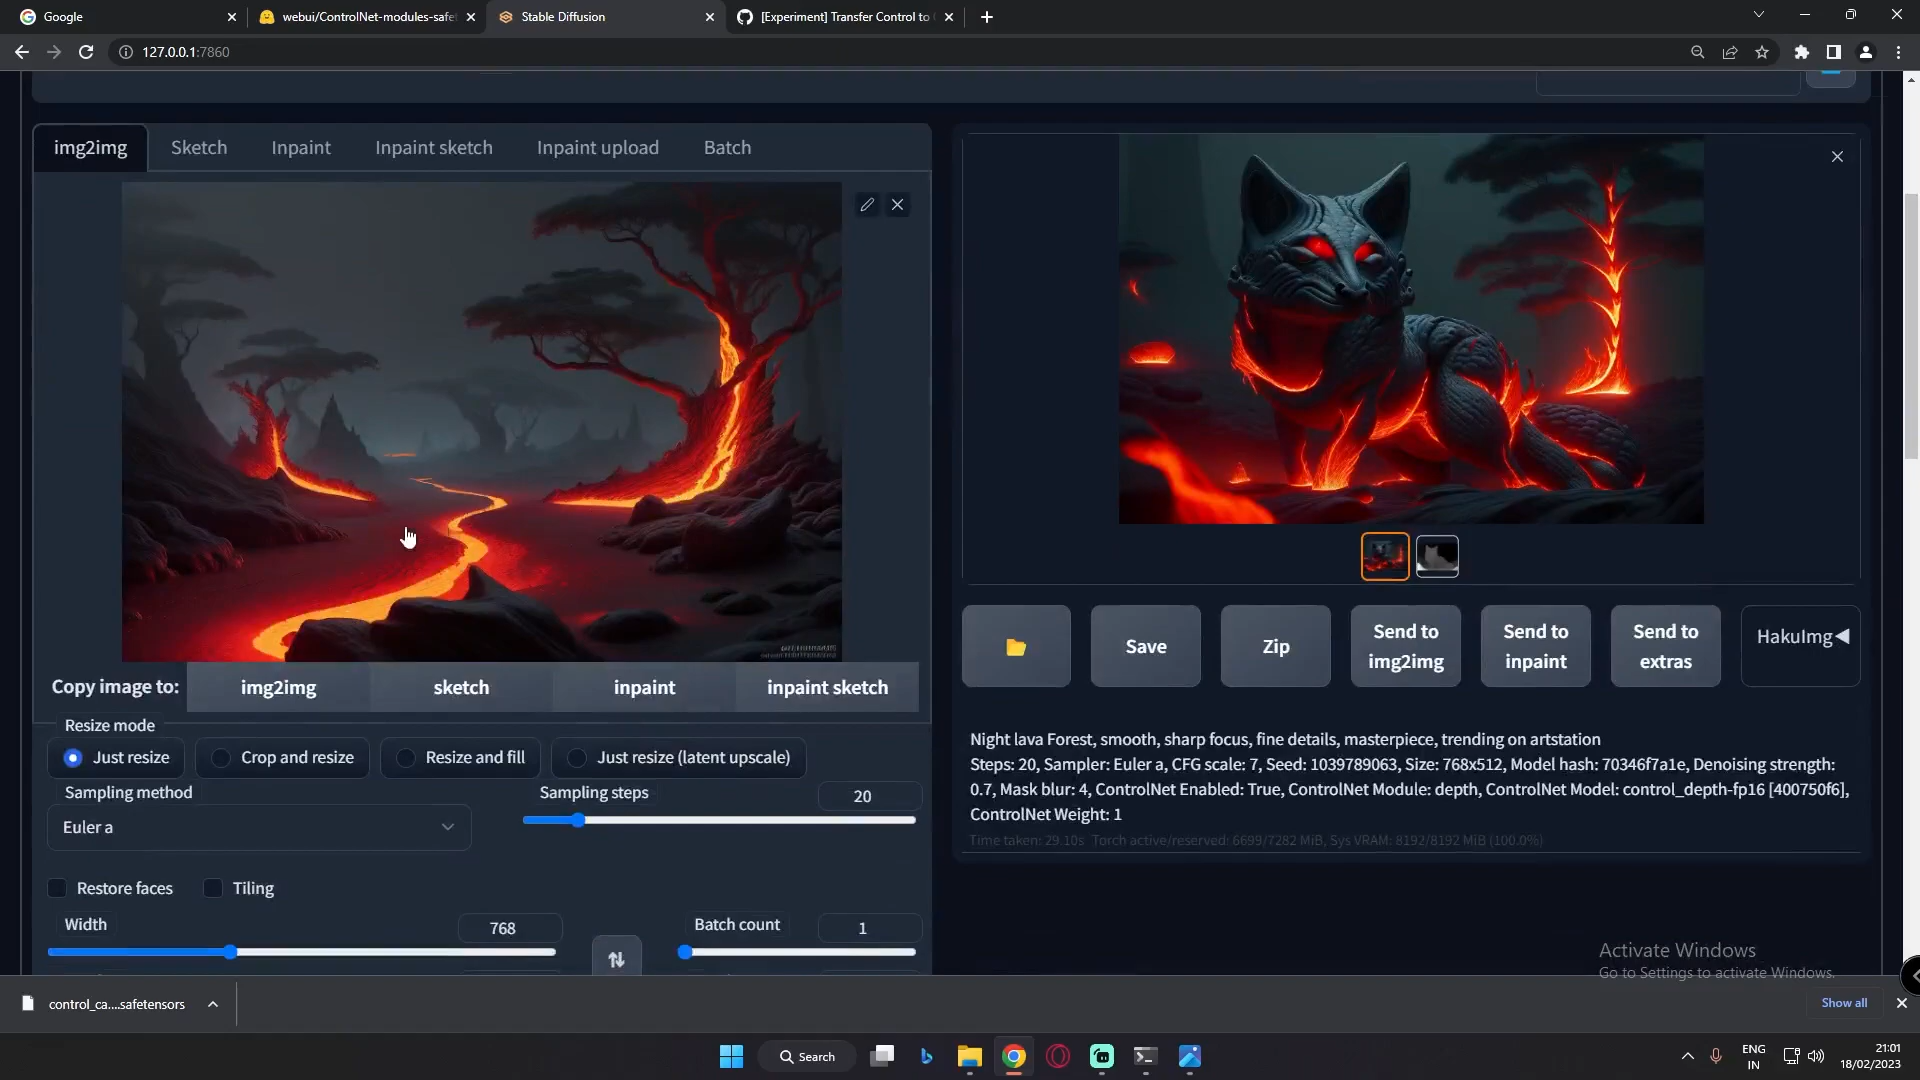 Google
webui/ControlNet-modules-safe
Stable Diffusion
[Experiment] Transfer Control to
127.0.0.1:7860
img2img
Sketch
Inpaint
Inpaint sketch
Inpaint upload
Batch
Copy image to:
img2img
sketch
inpaint
inpaint sketch
Resize mode
Just resize
Crop and resize
Resize and fill
Just resize (latent upscale)
Sampling method
Euler a
Sampling steps
20
Restore faces
Tiling
Width
768
Batch count
1
Save
Zip
Send to
img2img
Send to
inpaint
Send to
extras
HakuImg◀
Night lava Forest, smooth, sharp focus, fine details, masterpiece, trending on artstation
Steps: 20, Sampler: Euler a, CFG scale: 7, Seed: 1039789063, Size: 768x512, Model hash: 70346f7a1e, Denoising strength:
0.7, Mask blur: 4, ControlNet Enabled: True, ControlNet Module: depth, ControlNet Model: control_depth-fp16 [400750f6],
ControlNet Weight: 1
Time taken: 29.10s Torch active/reserved: 6699/7282 MiB, Sys VRAM: 8192/8192 MiB (100.0%)
Activate Windows
Go to Settings to activate Windows.
control_ca....safetensors
Show all
Search
ENG
IN
21:01
18/02/2023